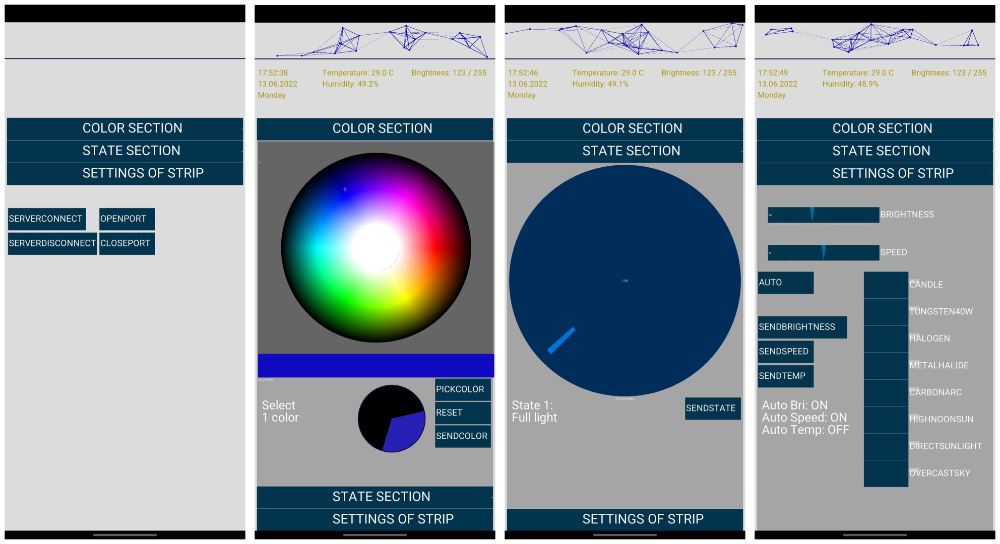 COLOR SECTION
STATE SECTION
SETTINGS OF STRIP
SERVERCONNECT OPENPORT
SERVERDISCONNECT CLOSEPORT
17:52:38 Temperature: 29.0 C Brightness: 123 / 255
13.06.2022 Humidity: 49.2%
Monday
COLOR SECTION
COLORWHEEL
PICKCOLOR
Select
1 color
RESET
SENDCOLOR
STATE SECTION
SETTINGS OF STRIP
17:52:46 Temperature: 29.0 C Brightness: 123 / 255
13.06.2022 Humidity: 49.1%
Monday
COLOR SECTION
STATE SECTION
1.00
STATEPANEL
State 1:
Full light
SENDSTATE
SETTINGS OF STRIP
17:52:49 Temperature: 29.0 C Brightness: 123 / 255
13.06.2022 Humidity: 48.9%
Monday
COLOR SECTION
STATE SECTION
SETTINGS OF STRIP
100 BRIGHTNESS
50 SPEED
AUTO
SENDBRIGHTNESS
SENDSPEED
SENDTEMP
Auto Bri: ON
Auto Speed: ON
Auto Temp: OFF
CANDLE
TUNGSTEN40W
HALOGEN
METALHALIDE
CARBONARC
HIGHNOONSUN
DIRECTSUNLIGHT
OVERCASTSKY